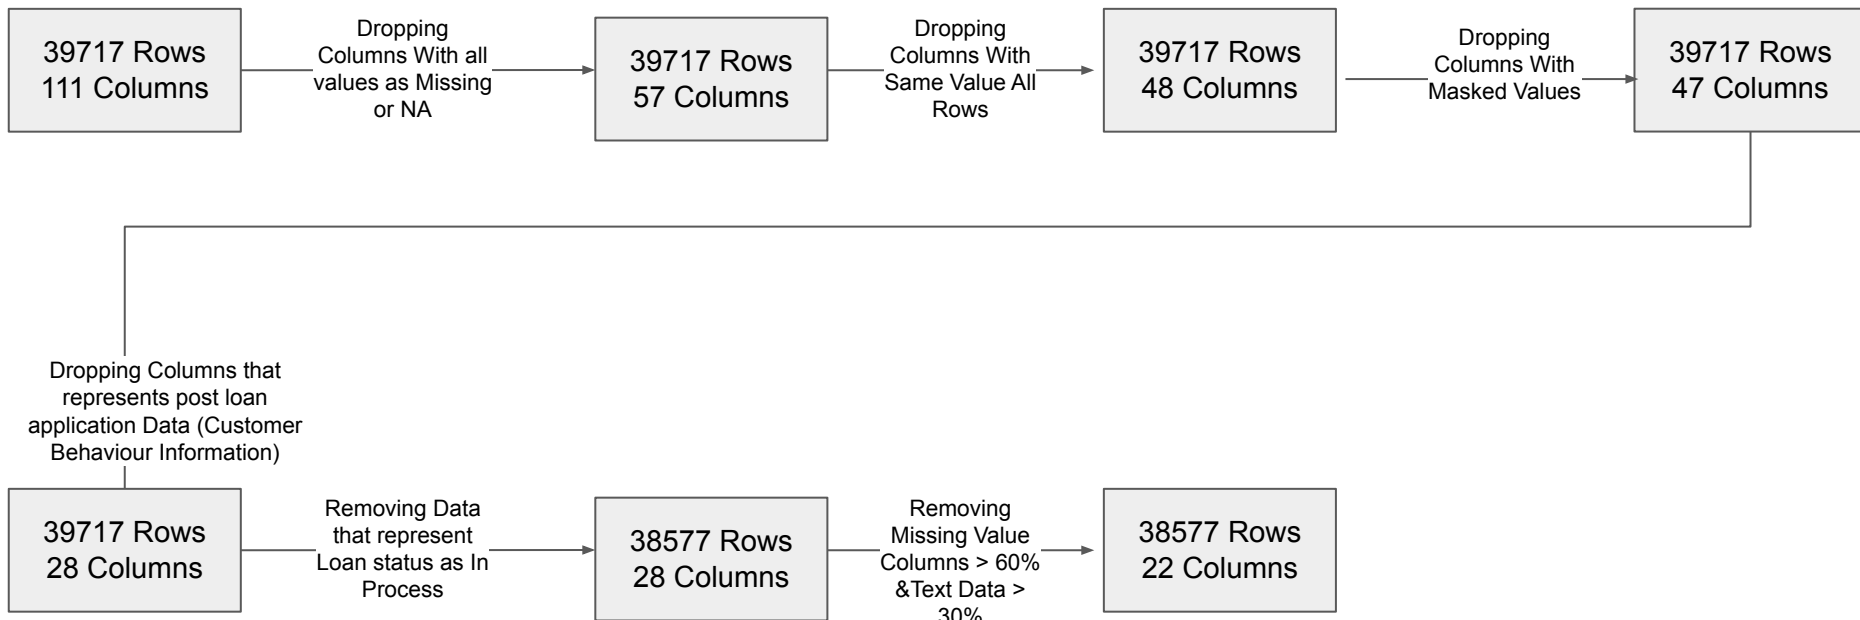 39717 Rows
111 Columns
Dropping
Columns With all
values as Missing
or NA
39717 Rows
57 Columns
Dropping
Columns With
Same Value All
Rows
39717 Rows
48 Columns
Dropping
Columns With
Masked Values
39717 Rows
47 Columns
Dropping Columns that
represents post loan
application Data (Customer
Behaviour Information)
39717 Rows
28 Columns
Removing Data
that represent
Loan status as In
Process
38577 Rows
28 Columns
Removing
Missing Value
Columns > 60%
&Text Data >
30%
38577 Rows
22 Columns